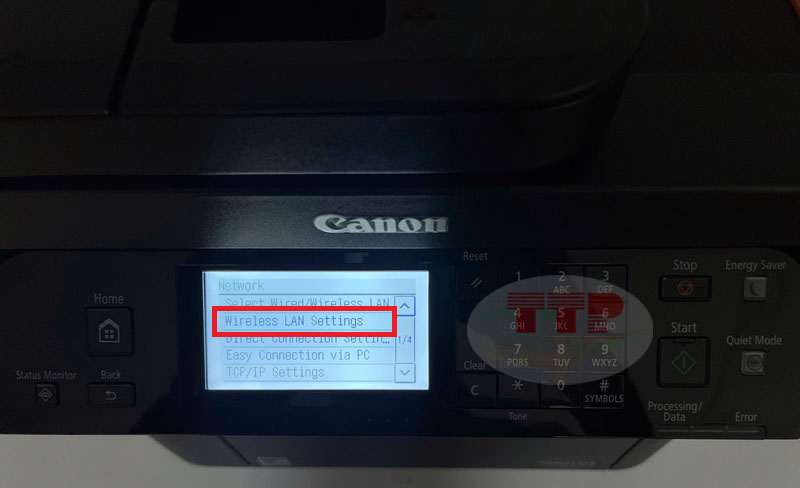 Canon
Reset
Stop
Energy Saver
Home
Network
Select Wired/Wireless LAN
Wireless LAN Settings
Direct Connection Settin...
Easy Connection via PC
TCP/IP Settings
1/4
1
2
ABC
3
DEF
4
GHI
5
JKL
6
MNO
7
PQRS
8
TUV
9
WXYZ
*
0
#
SYMBOLS
Tone
TTP
Start
Quiet Mode
Status Monitor
Back
Clear
C
Processing/
Data
Error